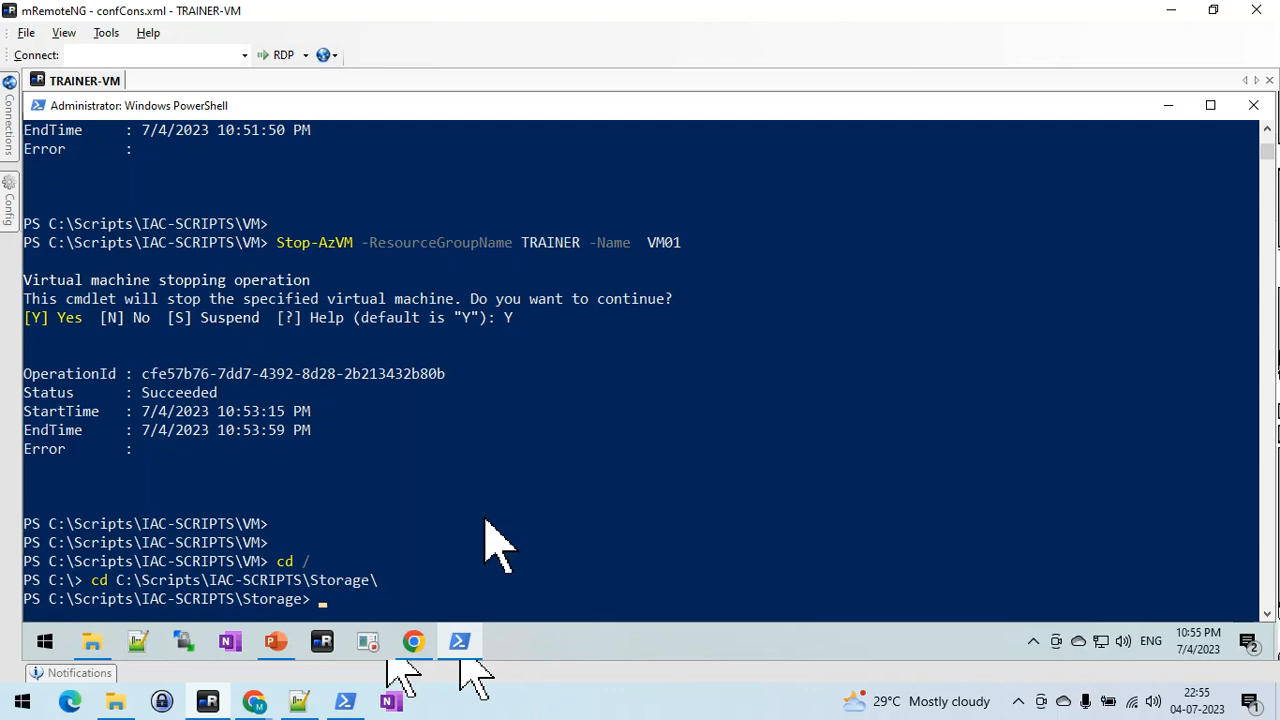 mRemoteNG - confCons.xml - TRAINER-VM
File View Tools Help
Connect: RDP
TRAINER-VM
Connections
Config
Administrator: Windows PowerShell
EndTime : 7/4/2023 10:51:50 PM
Error :
PS C:\Scripts\IAC-SCRIPTS\VM>
PS C:\Scripts\IAC-SCRIPTS\VM> Stop-AzVM -ResourceGroupName TRAINER -Name VM01
Virtual machine stopping operation
This cmdlet will stop the specified virtual machine. Do you want to continue?
[Y] Yes [N] No [S] Suspend [?] Help (default is "Y"): Y
OperationId : cfe57b76-7dd7-4392-8d28-2b213432b80b
Status : Succeeded
StartTime : 7/4/2023 10:53:15 PM
EndTime : 7/4/2023 10:53:59 PM
Error :
PS C:\Scripts\IAC-SCRIPTS\VM>
PS C:\Scripts\IAC-SCRIPTS\VM>
PS C:\Scripts\IAC-SCRIPTS\VM> cd /
PS C:\> cd C:\Scripts\IAC-SCRIPTS\Storage\
PS C:\Scripts\IAC-SCRIPTS\Storage>
ENG
10:55 PM
7/4/2023
2
Notifications
29°C Mostly cloudy
22:55
04-07-2023
1